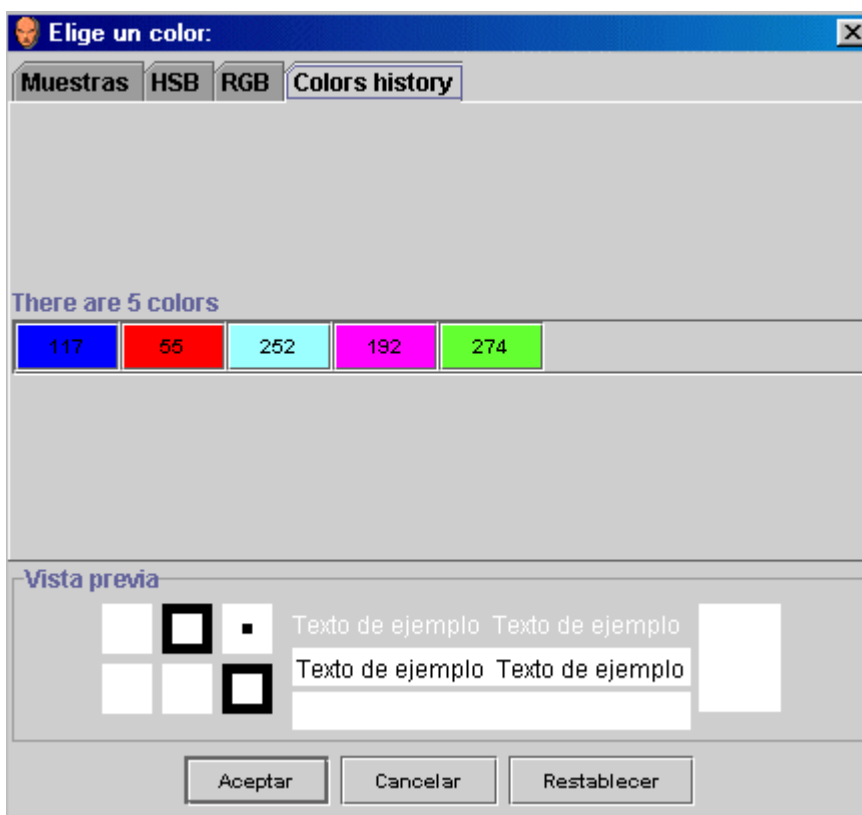 Elige un color:
Muestras HSB RGB Colors history
There are 5 colors
117 55 252 192 274
Vista previa
Texto de ejemplo Texto de ejemplo
Texto de ejemplo Texto de ejemplo
Aceptar Cancelar Restablecer